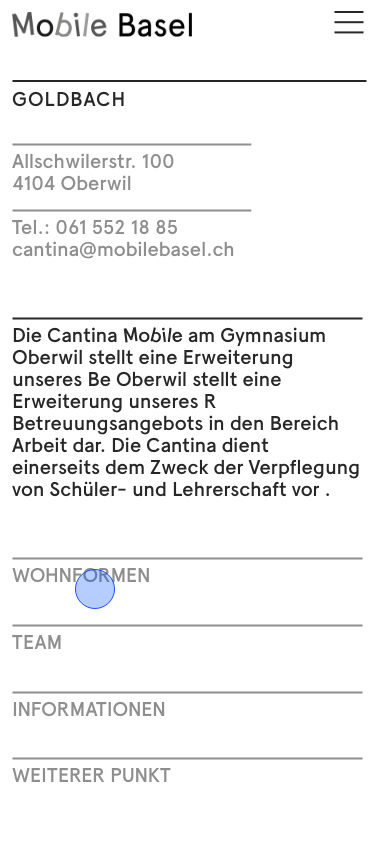 Mobile Basel
GOLDBACH
Allschwilerstr. 100
4104 Oberwil
Tel.: 061 552 18 85
cantina@mobilebasel.ch
Die Cantina Mobile am Gymnasium
Oberwil stellt eine Erweiterung
unseres Be Oberwil stellt eine
Erweiterung unseres R
Betreuungsangebots in den Bereich
Arbeit dar. Die Cantina dient
einerseits dem Zweck der Verpflegung
von Schüler- und Lehrerschaft vor .
WOHNFORMEN
TEAM
INFORMATIONEN
WEITERER PUNKT